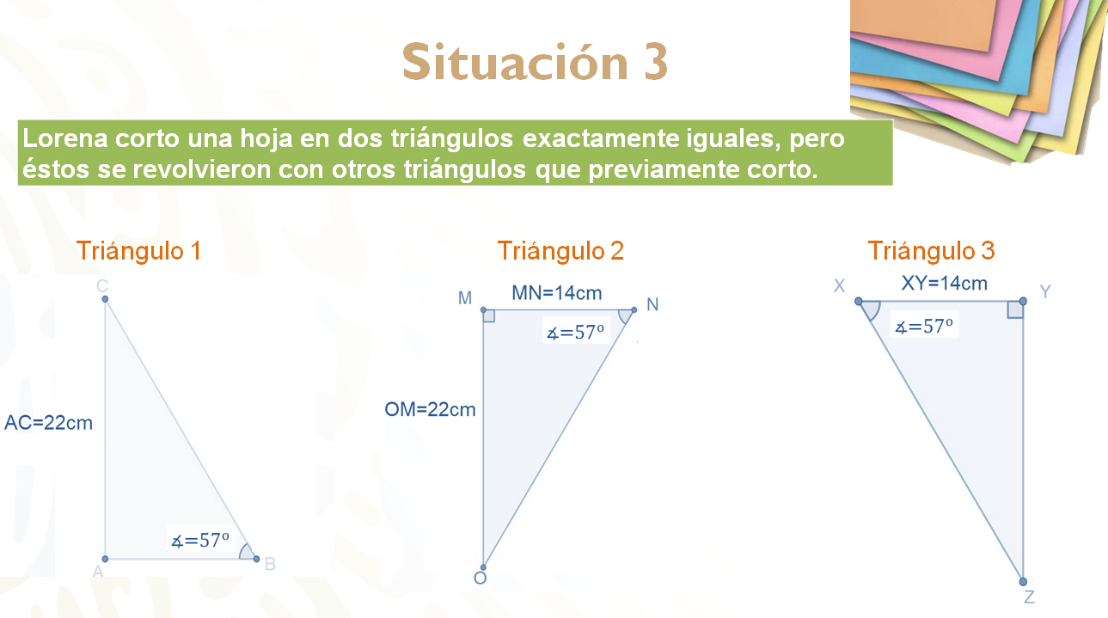 Situación 3
Lorena corto una hoja en dos triángulos exactamente iguales, pero
éstos se revolvieron con otros triángulos que previamente corto.
Triángulo 1
C
AC=22cm
∡=57º
A
B
Triángulo 2
M
MN=14cm
N
∡=57º
OM=22cm
O
Triángulo 3
X
XY=14cm
Y
∡=57º
Z